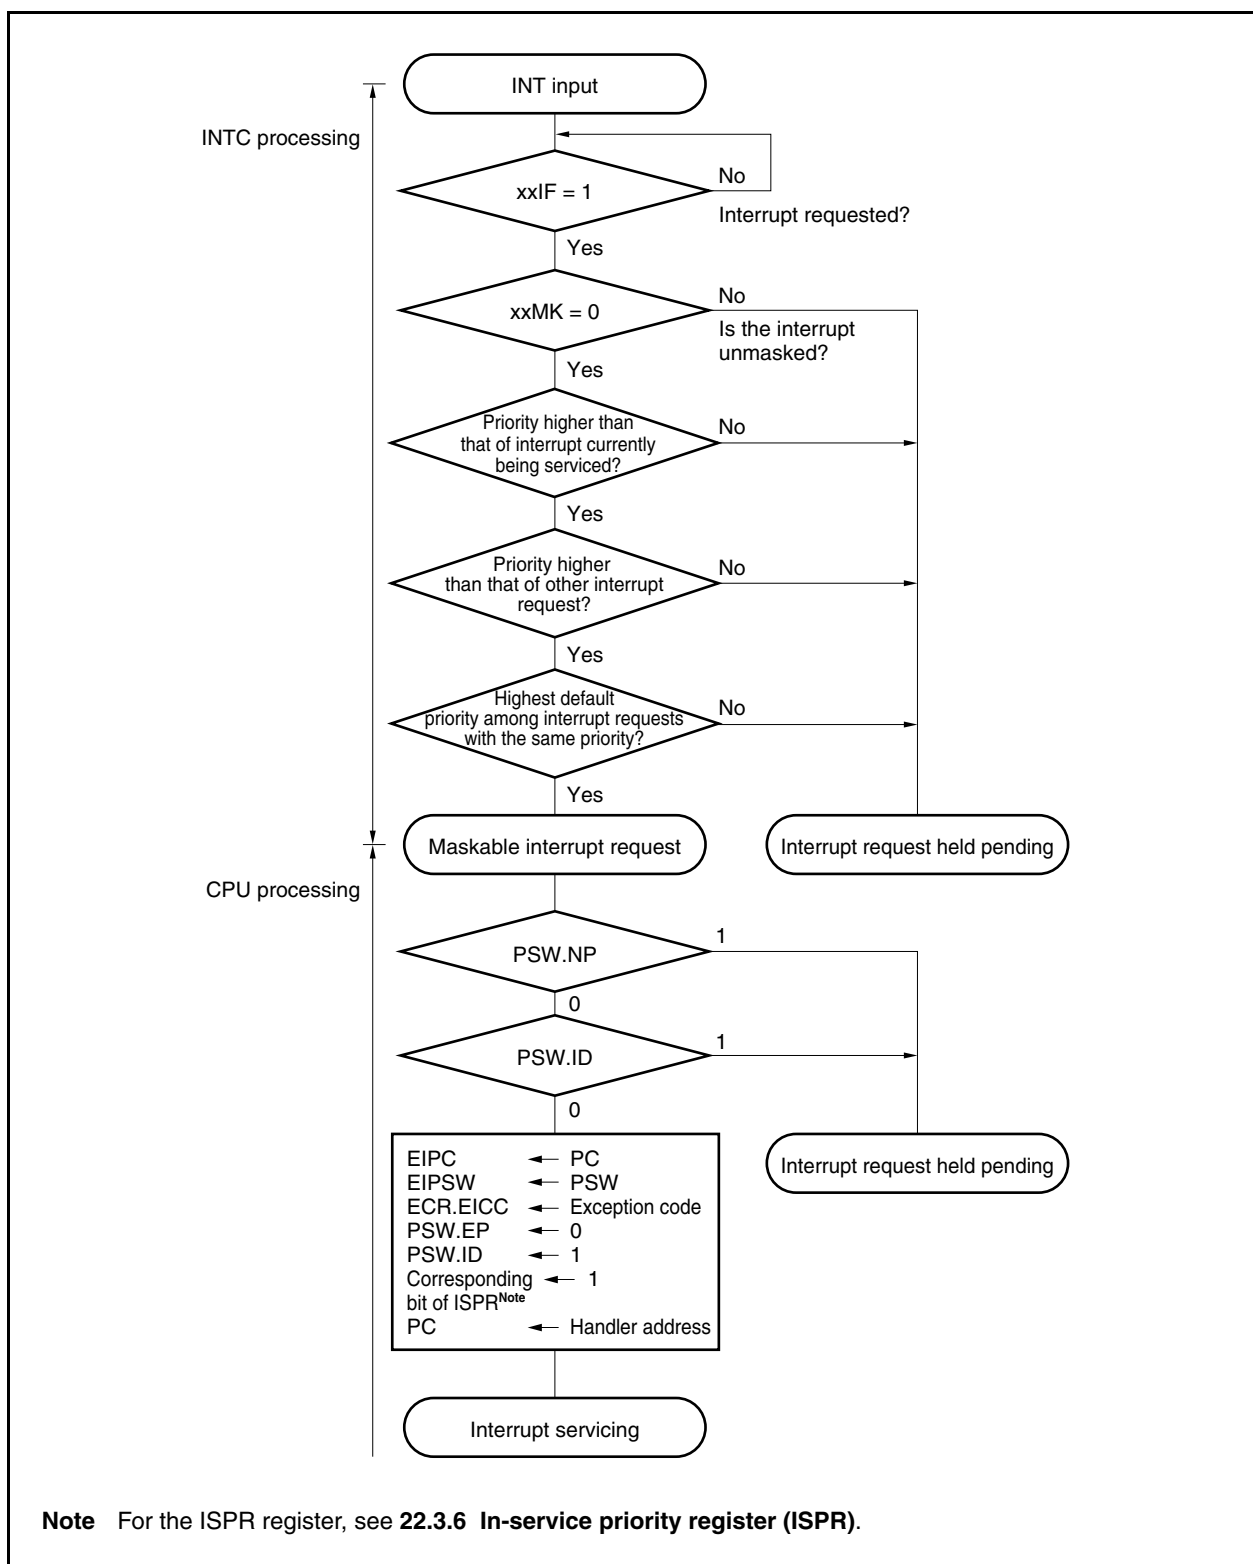 INT input
INTC processing
xxIF = 1
No
Interrupt requested?
Yes
xxMK = 0
No
Is the interrupt
unmasked?
Yes
Priority higher than
that of interrupt currently
being serviced?
No
Yes
Priority higher
than that of other interrupt
request?
No
Yes
Highest default
priority among interrupt requests
with the same priority?
No
Yes
Maskable interrupt request
Interrupt request held pending
CPU processing
PSW.NP
1
0
PSW.ID
1
0
Interrupt request held pending
EIPC ← PC
EIPSW ← PSW
ECR.EICC ← Exception code
PSW.EP ← 0
PSW.ID ← 1
Corresponding ← 1
bit of ISPRNote
PC ← Handler address
Interrupt servicing
Note For the ISPR register, see 22.3.6 In-service priority register (ISPR).